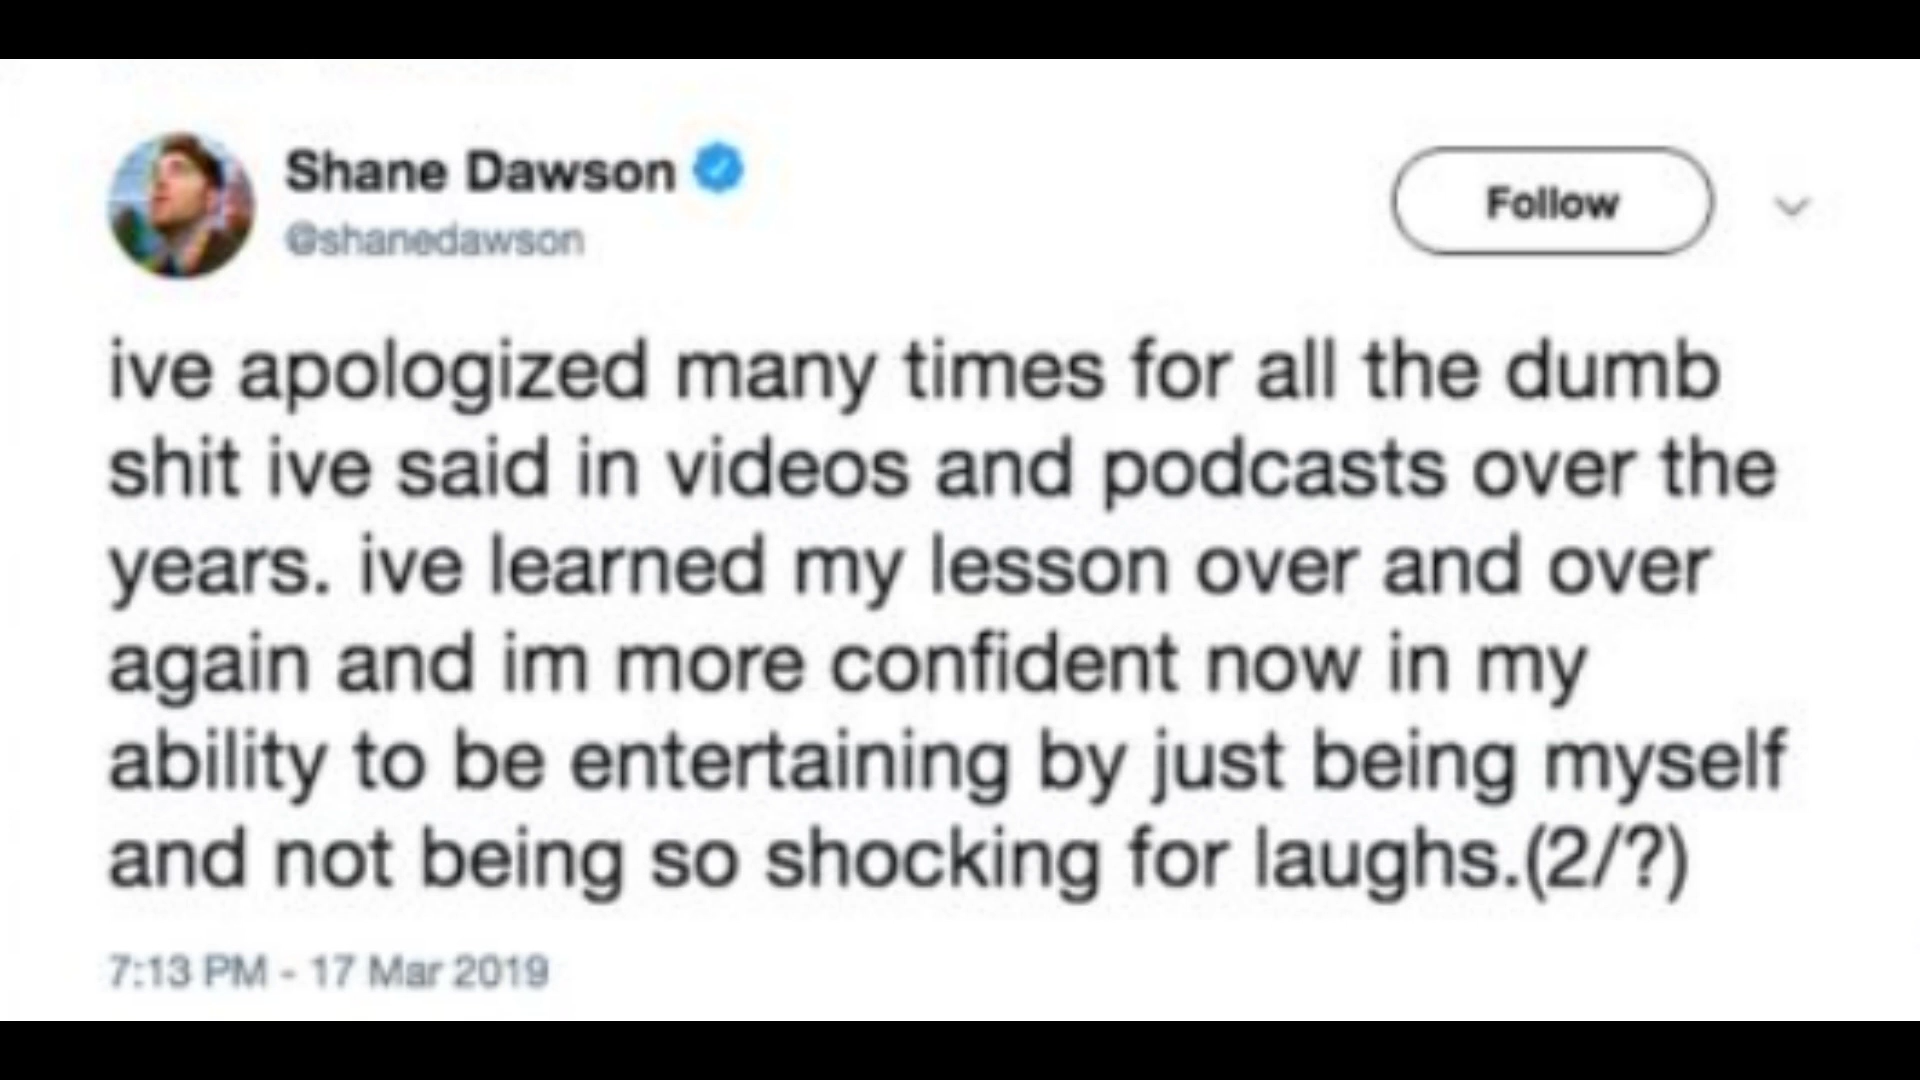 Shane Dawson
@shanedawson
Follow
ive apologized many times for all the dumb
shit ive said in videos and podcasts over the
years. ive learned my lesson over and over
again and im more confident now in my
ability to be entertaining by just being myself
and not being so shocking for laughs.(2/?)
7:13 PM - 17 Mar 2019